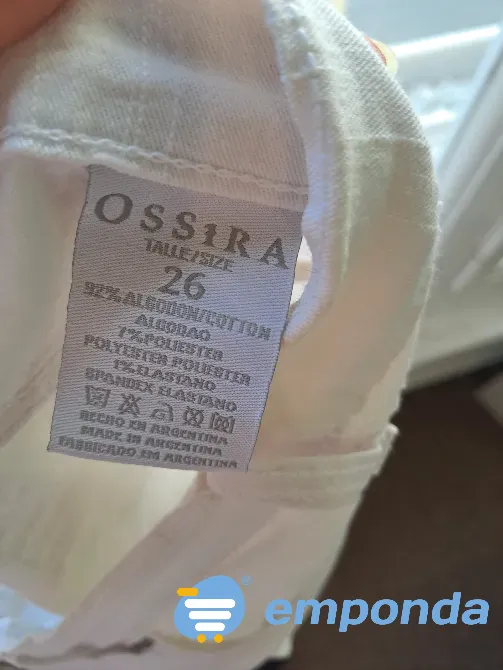 OSSiRA
TALLE/SIZE
26
92%ALGODON/COTTON
ALGODAO
7%POLIESTER
POLYESTER POLIESTER
1%ELASTANO
SPANDEX ELASTANO
HECHO EN ARGENTINA
MADE IN ARGENTINA
FABRICADO EN ARGENTINA
emponda